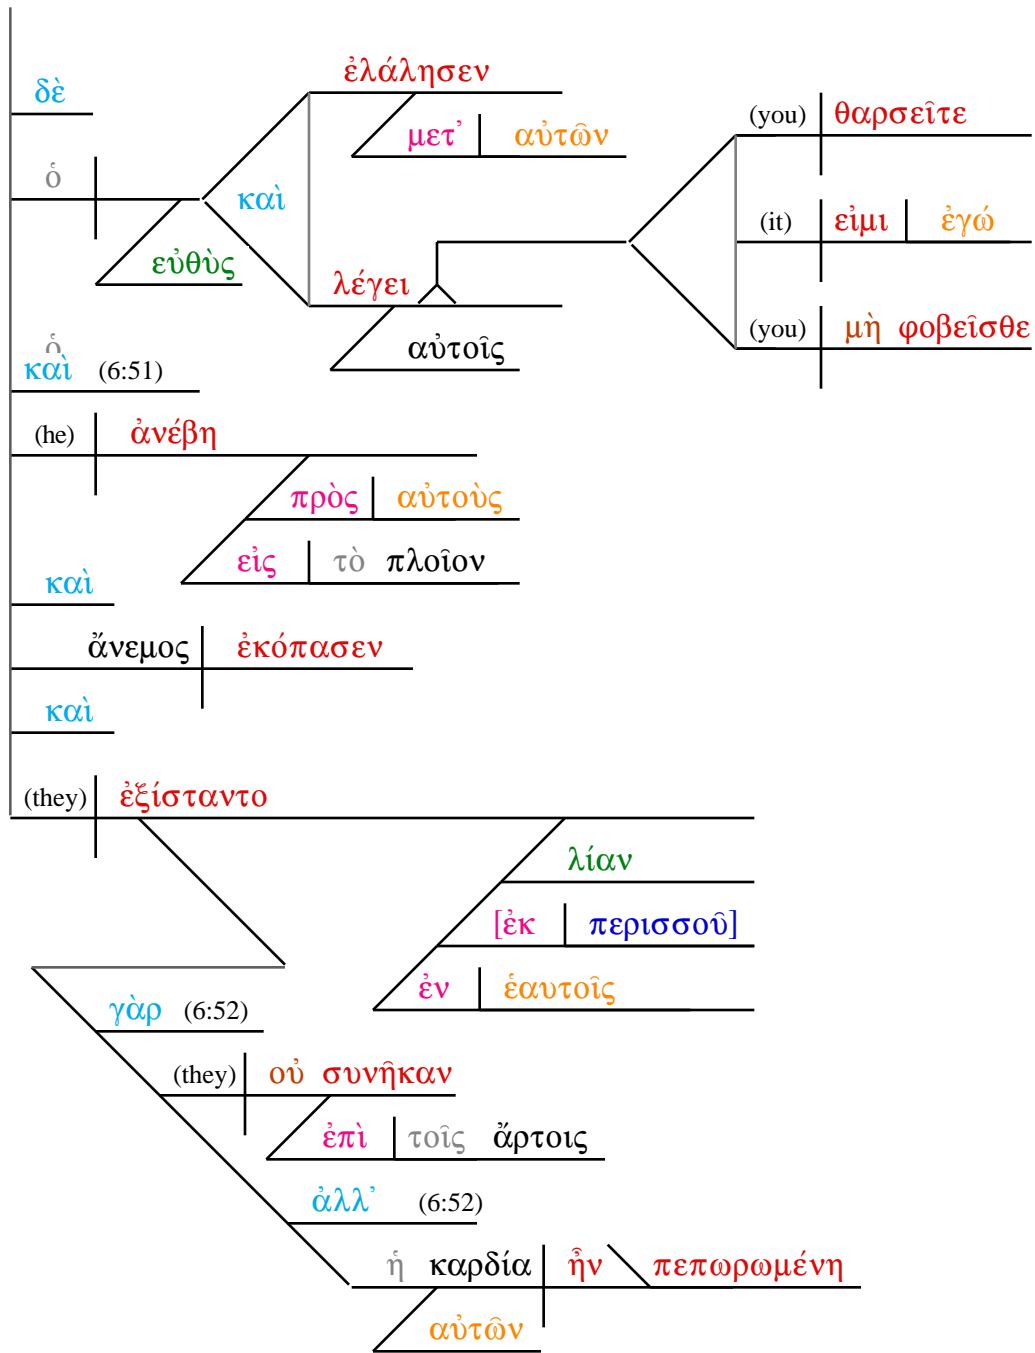 ἐλάλησεν
δὲ
(you) θαρσεῖτε
μετ' αὐτῶν
ὁ
καὶ
(it) εἰμι ἐγώ
εὐθὺς
λέγει
(you) μὴ φοβεῖσθε
ὁ
αὐτοῖς
καὶ (6:51)
(he) ἀνέβη
πρὸς αὐτοὺς
εἰς τὸ πλοῖον
καὶ
ἄνεμος ἐκόπασεν
καὶ
(they) ἐξίσταντο
λίαν
[ἐκ περισσοῦ]
ἐν ἑαυτοῖς
γὰρ (6:52)
(they) οὐ συνῆκαν
ἐπὶ τοῖς ἄρτοις
ἀλλ' (6:52)
ἡ καρδία ἦν πεπωρωμένη
αὐτῶν